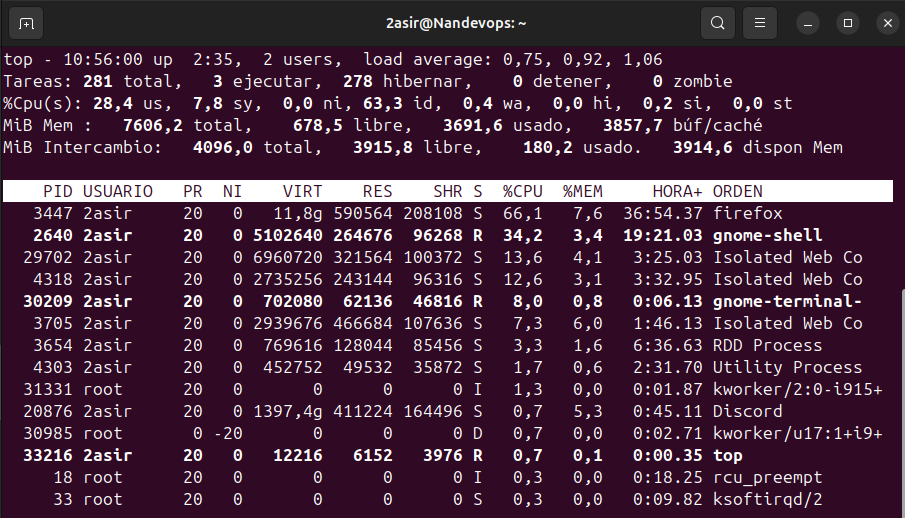 2asir@Nandevops: ~
top - 10:56:00 up  2:35,  2 users,  load average: 0,75, 0,92, 1,06
Tareas: 281 total,   3 ejecutar,  278 hibernar,    0 detener,    0 zombie
%Cpu(s): 28,4 us,  7,8 sy,  0,0 ni, 63,3 id,  0,4 wa,  0,0 hi,  0,2 si,  0,0 st
MiB Mem :   7606,2 total,    678,5 libre,   3691,6 usado,   3857,7 búf/caché
MiB Intercambio:   4096,0 total,   3915,8 libre,    180,2 usado.   3914,6 dispon Mem
PID USUARIO   PR  NI    VIRT    RES    SHR S  %CPU  %MEM     HORA+ ORDEN
3447 2asir     20   0   11,8g 590564 208108 S  66,1   7,6  36:54.37 firefox
2640 2asir     20   0 5102640 264676  96268 R  34,2   3,4  19:21.03 gnome-shell
29702 2asir     20   0 6960720 321564 100372 S  13,6   4,1   3:25.03 Isolated Web Co
4318 2asir     20   0 2735256 243144  96316 S  12,6   3,1   3:32.95 Isolated Web Co
30209 2asir     20   0  702080  62136  46816 R   8,0   0,8   0:06.13 gnome-terminal-
3705 2asir     20   0 2939676 466684 107636 S   7,3   6,0   1:46.13 Isolated Web Co
3654 2asir     20   0  769616 128044  85456 S   3,3   1,6   6:36.63 RDD Process
4303 2asir     20   0  452752  49532  35872 S   1,7   0,6   2:31.70 Utility Process
31331 root      20   0       0      0      0 I   1,3   0,0   0:01.87 kworker/2:0-i915+
20876 2asir     20   0 1397,4g 411224 164496 S   0,7   5,3   0:45.11 Discord
30985 root       0 -20       0      0      0 D   0,7   0,0   0:02.71 kworker/u17:1+i9+
33216 2asir     20   0   12216   6152   3976 R   0,7   0,1   0:00.35 top
18 root      20   0       0      0      0 I   0,3   0,0   0:18.25 rcu_preempt
33 root      20   0       0      0      0 S   0,3   0,0   0:09.82 ksoftirqd/2